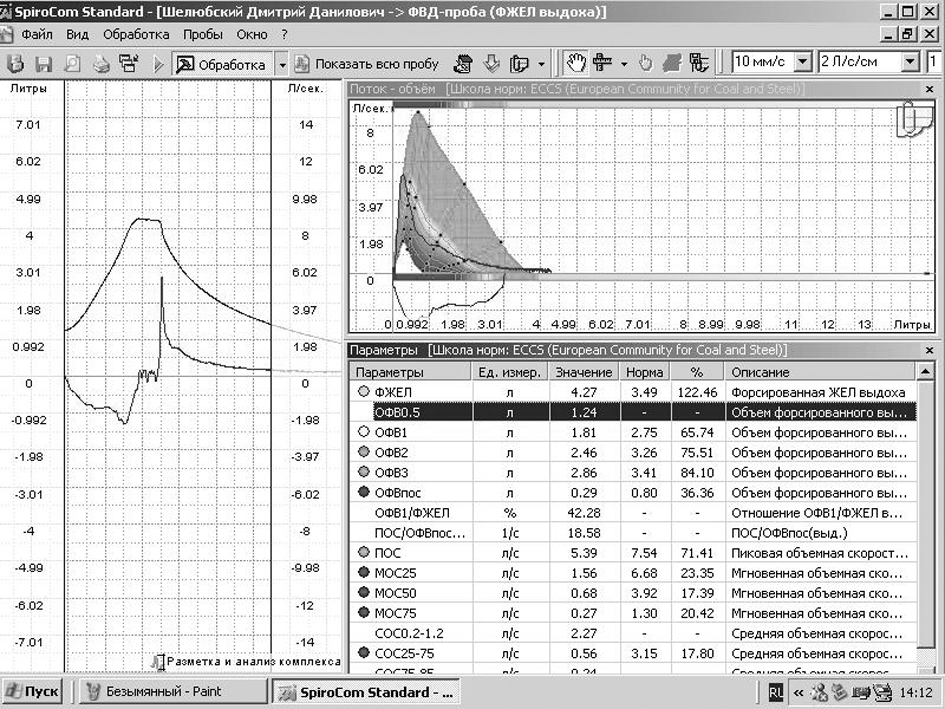 SpiroCom Standard - [Шелюбский Дмитрий Данилович -> ФВД-проба (ФЖЕЛ выдоха)]
Файл Вид Обработка Пробы Окно ?
Обработка Показать всю пробу 10 мм/с 2 Л/с/см 1
Литры Л/сек.
7.01 14
6.02 12
4.99 9.98
4 8
3.01 6.02
1.98 3.97
0.992 1.98
0 0
-0.992 -1.98
-1.98 -3.97
-3.01 -6.02
-4 -8
-4.99 -9.98
-6.02 -12
-7.01 -14
Разметка и анализ комплекса
Поток - объём [Школа норм: ECCS (European Community for Coal and Steel)]
Л/сек.
8
6.02
3.97
1.98
0
0 0.992 1.98 3.01 4 4.99 6.02 7.01 8 8.99 9.98 11 12 13 Литры
Параметры [Школа норм: ECCS (European Community for Coal and Steel)]
Параметры Ед. измер. Значение Норма % Описание
ФЖЕЛ л 4.27 3.49 122.46 Форсированная ЖЕЛ выдоха
ОФВ0.5 л 1.24 - - Объем форсированного вы...
ОФВ1 л 1.81 2.75 65.74 Объем форсированного вы...
ОФВ2 л 2.46 3.26 75.51 Объем форсированного вы...
ОФВ3 л 2.86 3.41 84.10 Объем форсированного вы...
ОФВпос л 0.29 0.80 36.36 Объем форсированного вы...
ОФВ1/ФЖЕЛ % 42.28 - - Отношение ОФВ1/ФЖЕЛ в...
ПОС/ОФВпос... 1/с 18.58 - - ПОС/ОФВпос(выд.)
ПОС л/с 5.39 7.54 71.41 Пиковая объемная скорост...
МОС25 л/с 1.56 6.68 23.35 Мгновенная объемная ско...
МОС50 л/с 0.68 3.92 17.39 Мгновенная объемная ско...
МОС75 л/с 0.27 1.30 20.42 Мгновенная объемная ско...
СОС0.2-1.2 л/с 2.27 - - Средняя объемная скорос...
СОС25-75 л/с 0.56 3.15 17.80 Средняя объемная скорос...
СОС75-85 л/с 0.24 - - Средняя объемная скорос...
Пуск Безымянный - Paint SpiroCom Standard - ... RL « 14:12